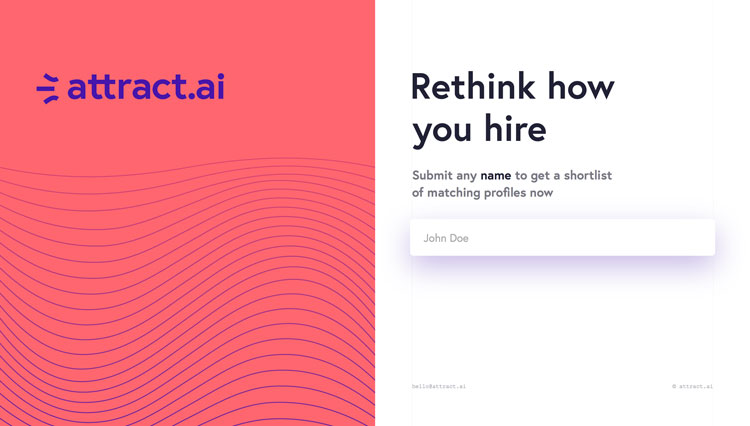 attract.ai
Rethink how
you hire
Submit any name to get a shortlist
of matching profiles now
John Doe
hello@attract.ai
© attract.ai